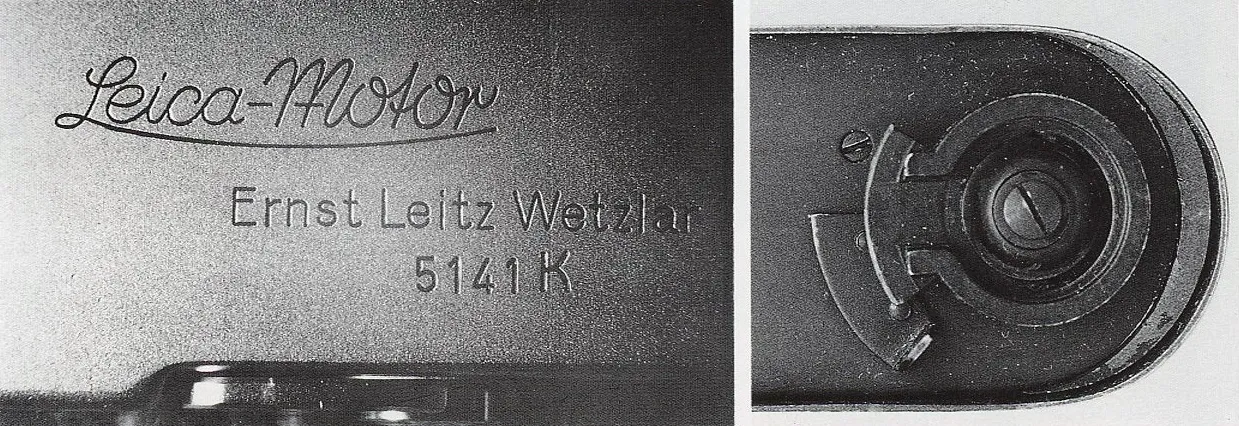 Leica-Motor
Ernst Leitz Wetzlar
5141 K